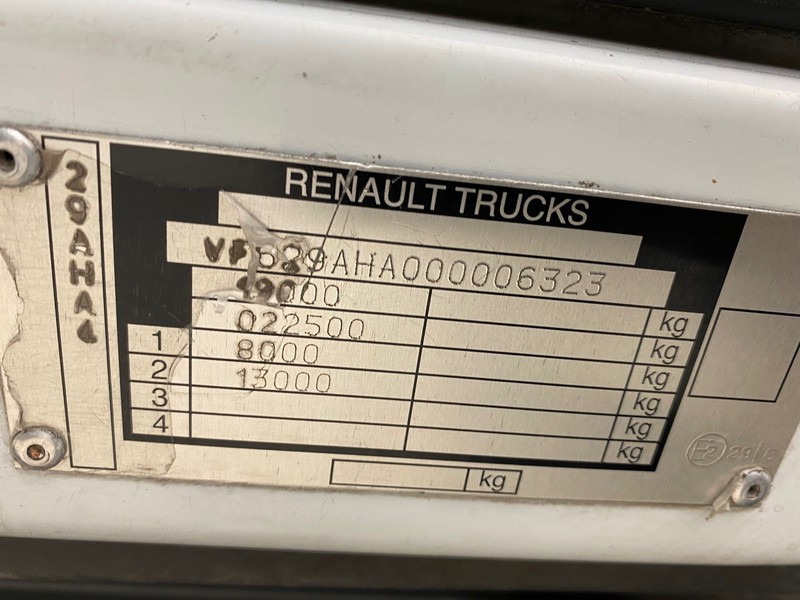 29AHA4
RENAULT TRUCKS
VF629AHA000006323
19000 kg
022500 kg
1 8000 kg
2 13000 kg
3 kg
4 kg
kg
E2